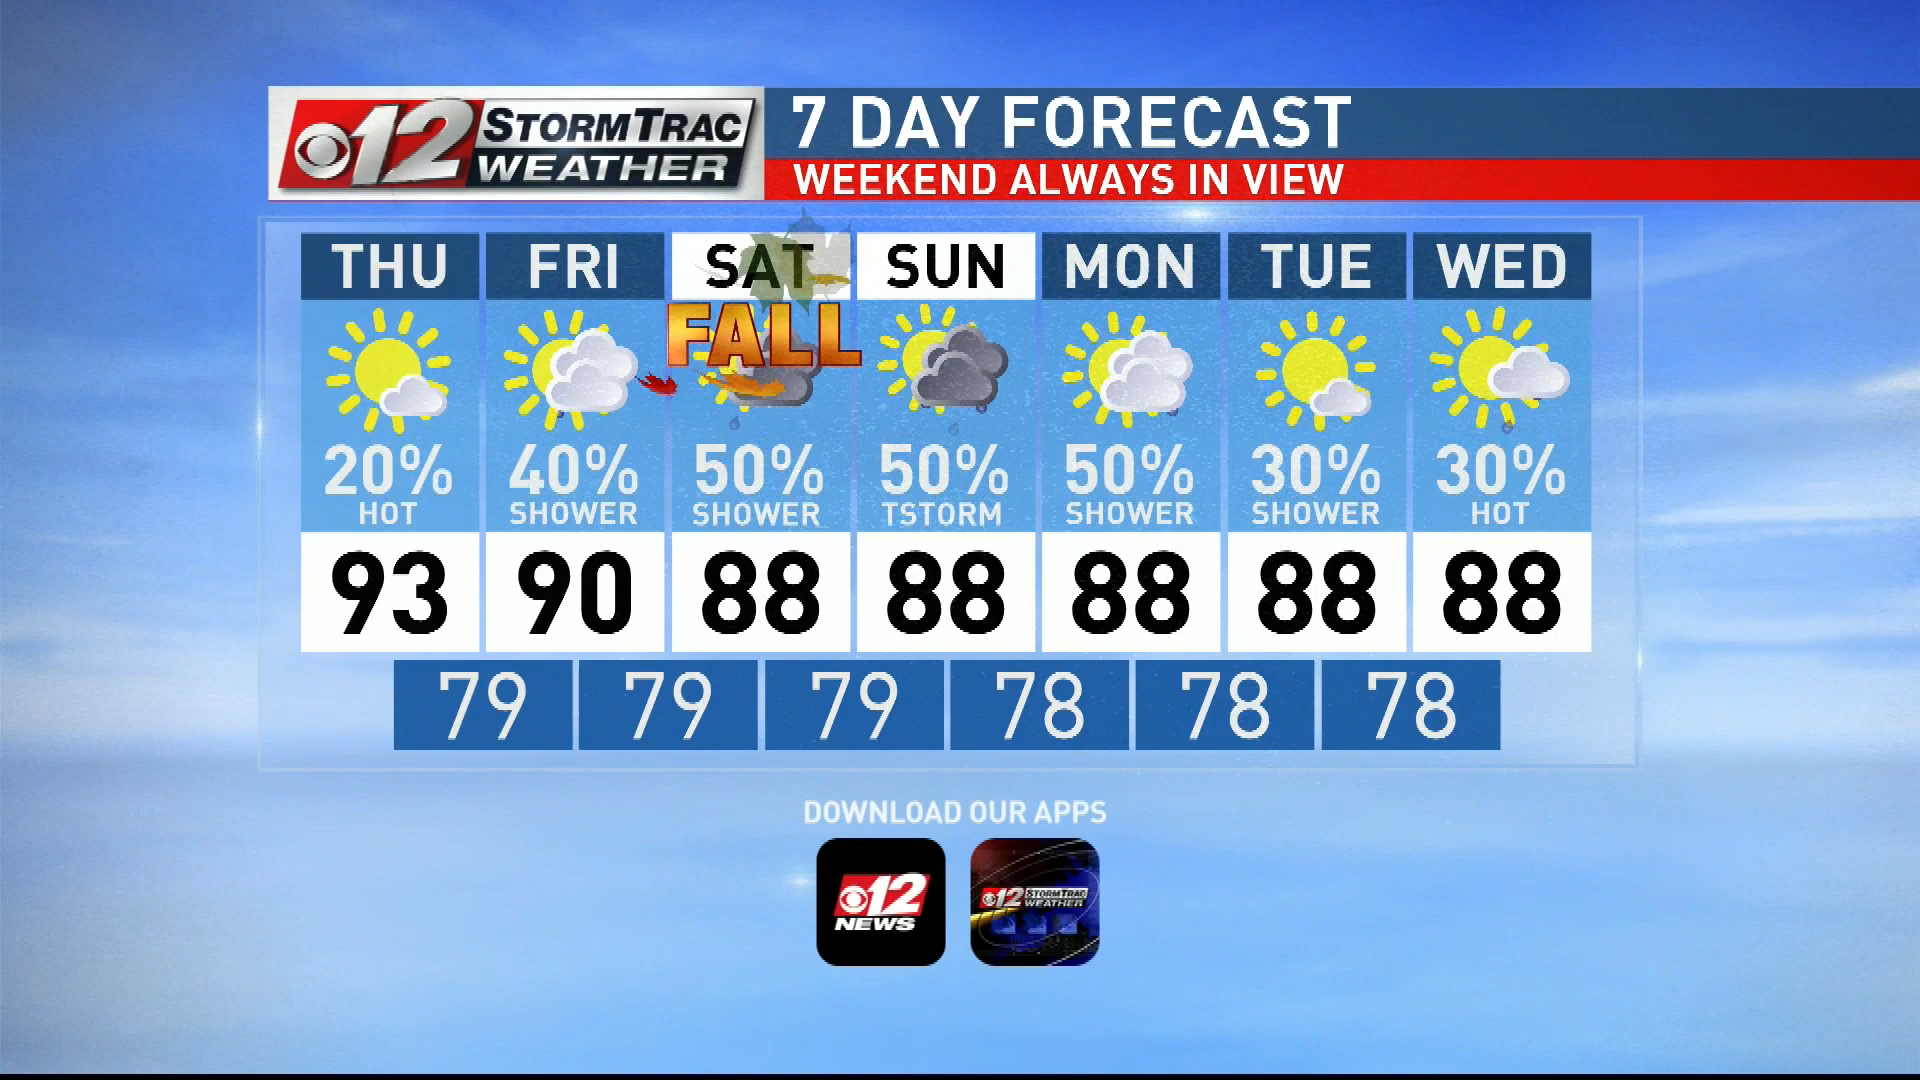 12 STORMTRAC
WEATHER
7 DAY FORECAST
WEEKEND ALWAYS IN VIEW
THU FRI SAT SUN MON TUE WED
FALL
20% 40% 50% 50% 50% 30% 30%
HOT SHOWER SHOWER TSTORM SHOWER SHOWER HOT
93 90 88 88 88 88 88
79 79 79 78 78 78
DOWNLOAD OUR APPS
12
NEWS
12 STORMTRAC
WEATHER